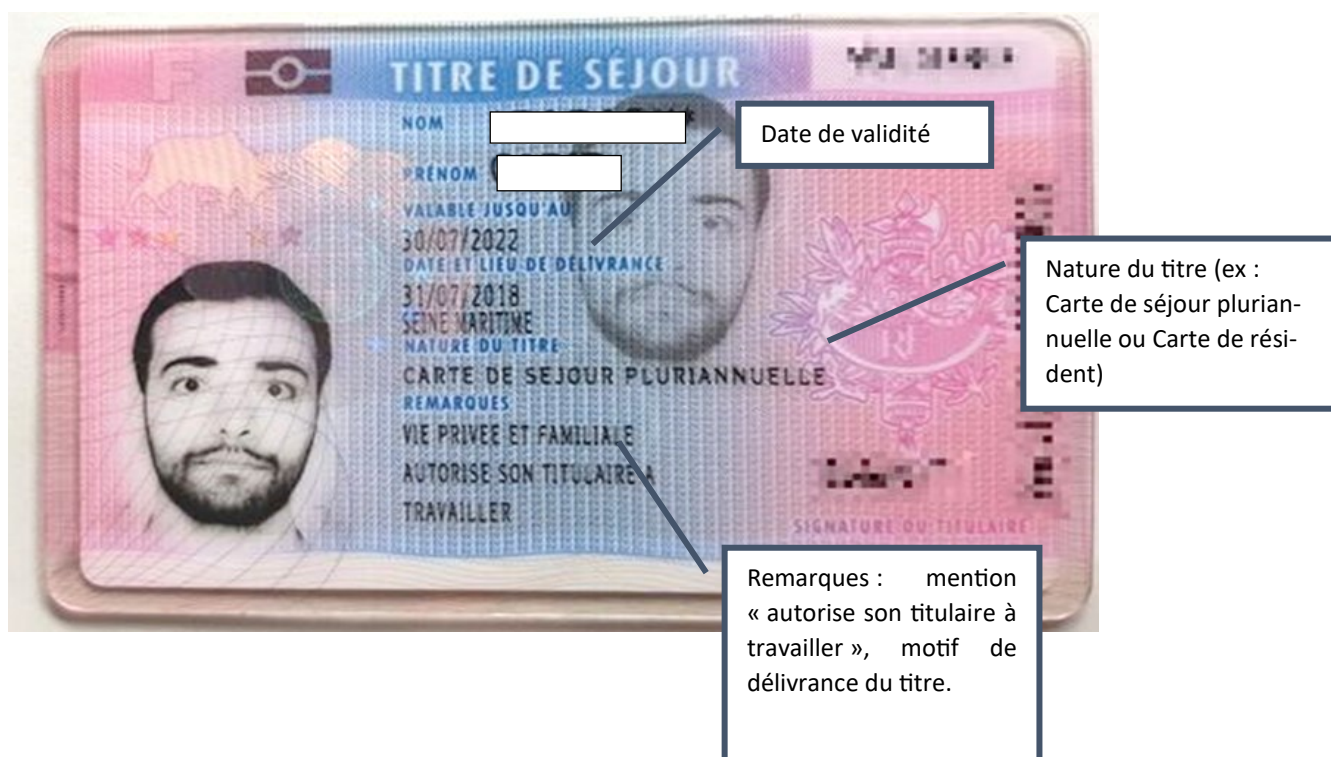 F
TITRE DE SÉJOUR
NOM
PRÉNOM
VALABLE JUSQU'AU
30/07/2022
DATE ET LIEU DE DÉLIVRANCE
31/07/2018
SEINE MARITIME
NATURE DU TITRE
CARTE DE SEJOUR PLURIANNUELLE
REMARQUES
VIE PRIVEE ET FAMILIALE
AUTORISE SON TITULAIRE A
TRAVAILLER
RF
SIGNATURE DU TITULAIRE
Date de validité
Nature du titre (ex :
Carte de séjour plurian-
nuelle ou Carte de rési-
dent)
Remarques : mention
« autorise son titulaire à
travailler », motif de
délivrance du titre.